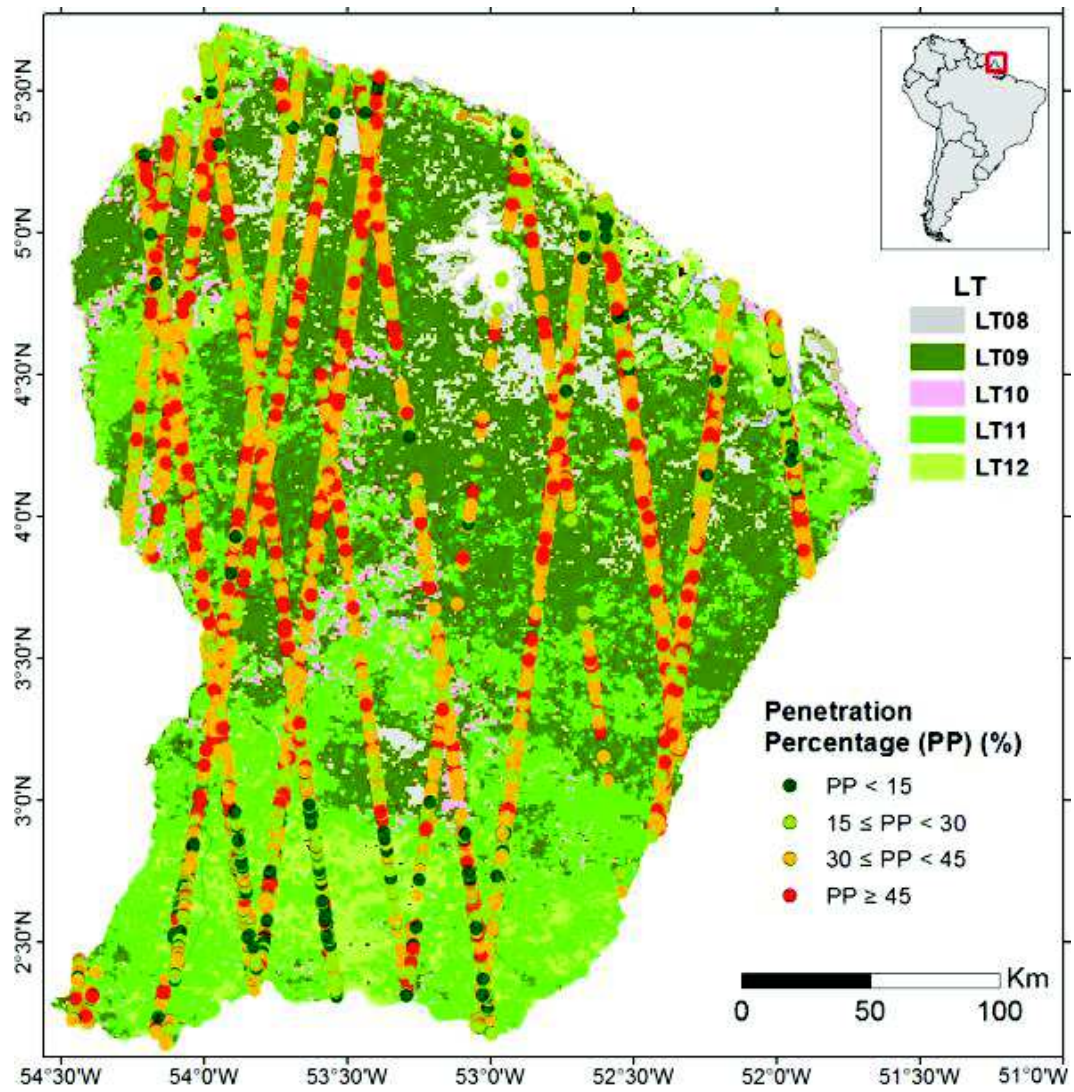 LT
LT08
LT09
LT10
LT11
LT12
Penetration
Percentage (PP) (%)
PP < 15
15 ≤ PP < 30
30 ≤ PP < 45
PP ≥ 45
Km
0 50 100
5°30'N
5°0'N
4°30'N
4°0'N
3°30'N
3°0'N
2°30'N
54°30'W 54°0'W 53°30'W 53°0'W 52°30'W 52°0'W 51°30'W 51°0'W